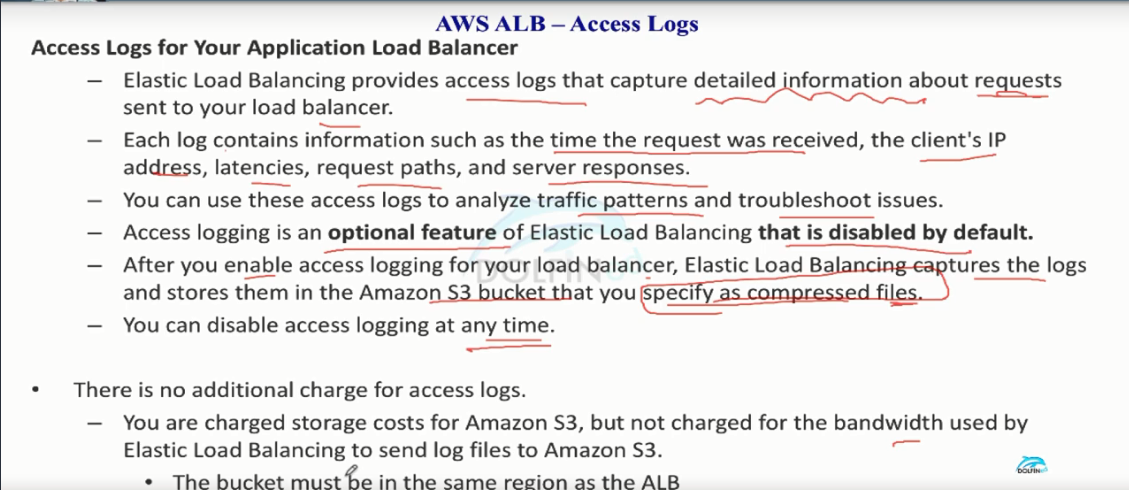 AWS ALB – Access Logs
Access Logs for Your Application Load Balancer
– Elastic Load Balancing provides access logs that capture detailed information about requests
sent to your load balancer.
– Each log contains information such as the time the request was received, the client's IP
address, latencies, request paths, and server responses.
– You can use these access logs to analyze traffic patterns and troubleshoot issues.
– Access logging is an optional feature of Elastic Load Balancing that is disabled by default.
– After you enable access logging for your load balancer, Elastic Load Balancing captures the logs
and stores them in the Amazon S3 bucket that you specify as compressed files.
– You can disable access logging at any time.
• There is no additional charge for access logs.
– You are charged storage costs for Amazon S3, but not charged for the bandwidth used by
Elastic Load Balancing to send log files to Amazon S3.
• The bucket must be in the same region as the ALB
DOLFIN